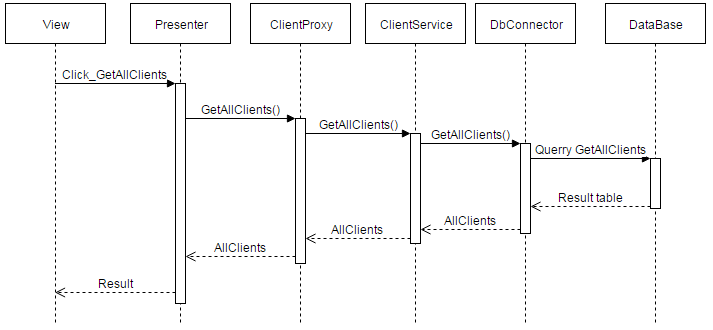 View
Presenter
ClientProxy
ClientService
DbConnector
DataBase
Click_GetAllClients
GetAllClients()
GetAllClients()
GetAllClients()
Querry GetAllClients
Result table
AllClients
AllClients
AllClients
Result